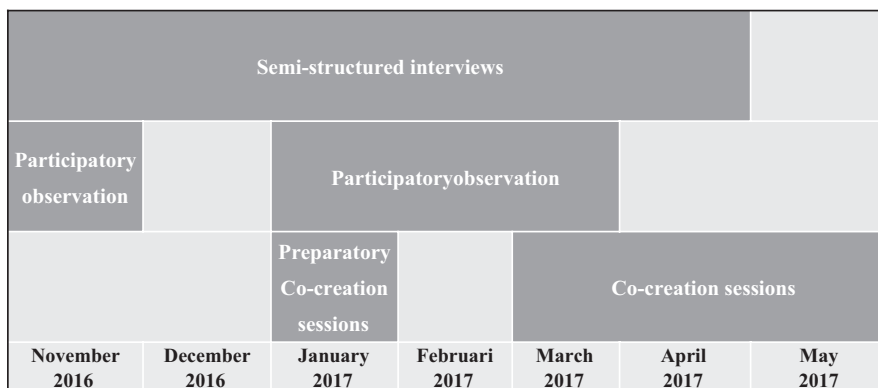 Semi-structured interviews
Participatory
observation
Participatoryobservation
Preparatory
Co-creation
sessions
Co-creation sessions
November
2016
December
2016
January
2017
Februari
2017
March
2017
April
2017
May
2017